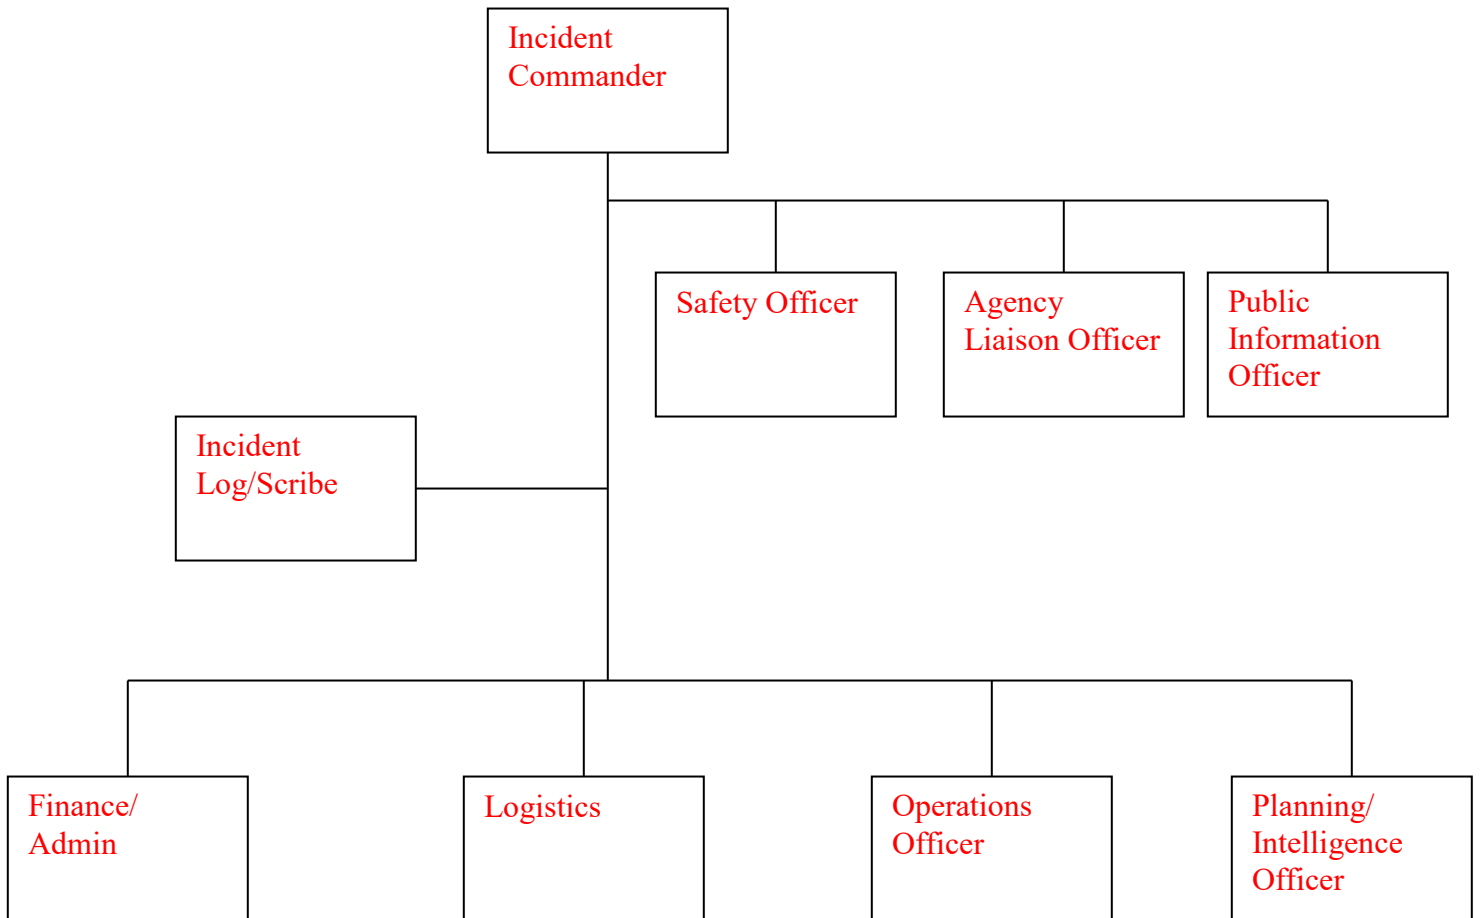 Incident
Commander
Safety Officer
Agency
Liaison Officer
Public
Information
Officer
Incident
Log/Scribe
Finance/
Admin
Logistics
Operations
Officer
Planning/
Intelligence
Officer